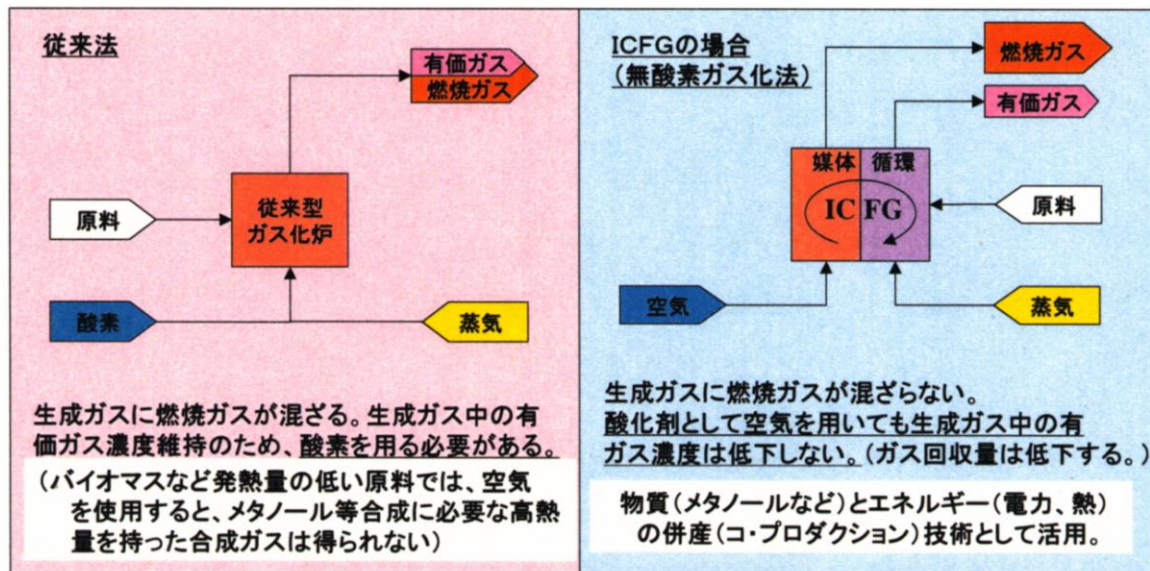 従来法
有価ガス
燃焼ガス
原料
従来型
ガス化炉
酸素
蒸気
生成ガスに燃焼ガスが混ざる。生成ガス中の有
価ガス濃度維持のため、酸素を用る必要がある。
(バイオマスなど発熱量の低い原料では、空気
を使用すると、メタノール等合成に必要な高熱
量を持った合成ガスは得られない)
ICFGの場合
(無酸素ガス化法)
燃焼ガス
有価ガス
媒体 循環
IC FG
原料
空気
蒸気
生成ガスに燃焼ガスが混ざらない。
酸化剤として空気を用いても生成ガス中の有
ガス濃度は低下しない。(ガス回収量は低下する。)
物質(メタノールなど)とエネルギー(電力、熱)
の併産(コ・プロダクション)技術として活用。